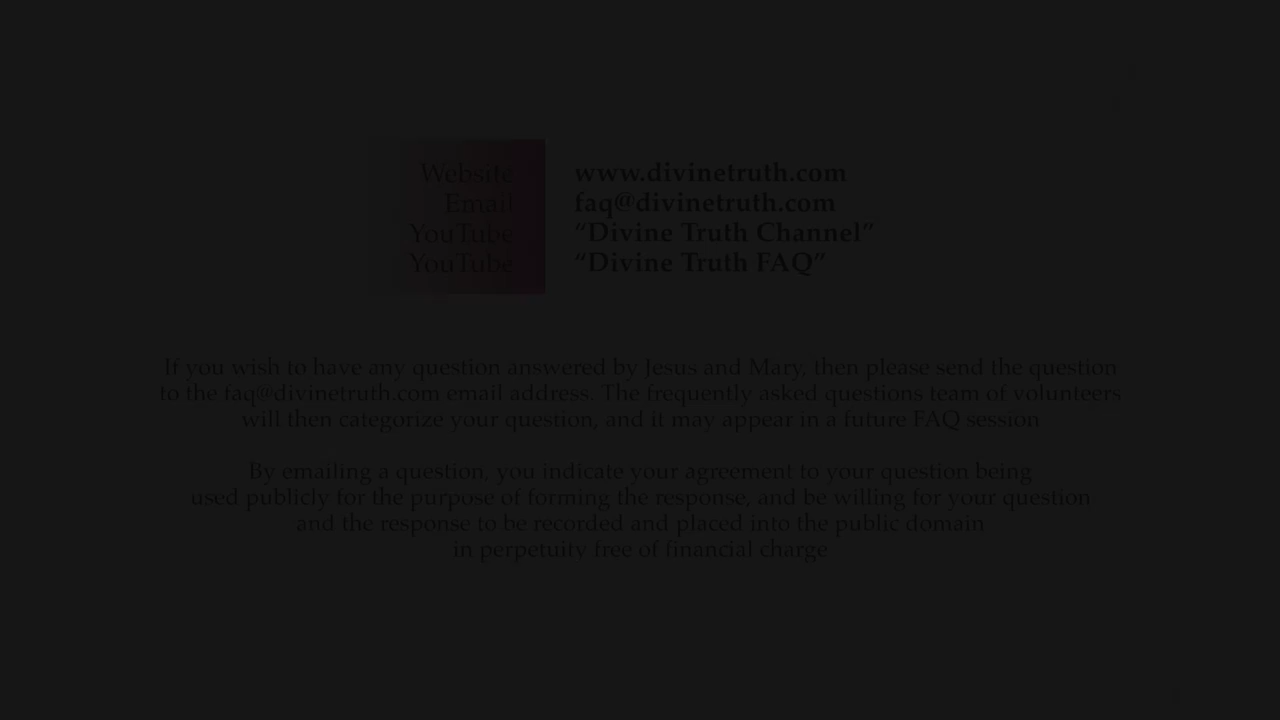 Website www.divinetruth.com
Email faq@divinetruth.com
YouTube “Divine Truth Channel”
YouTube “Divine Truth FAQ”
If you wish to have any question answered by Jesus and Mary, then please send the question
to the faq@divinetruth.com email address. The frequently asked questions team of volunteers
will then categorize your question, and it may appear in a future FAQ session
By emailing a question, you indicate your agreement to your question being
used publicly for the purpose of forming the response, and be willing for your question
and the response to be recorded and placed into the public domain
in perpetuity free of financial charge